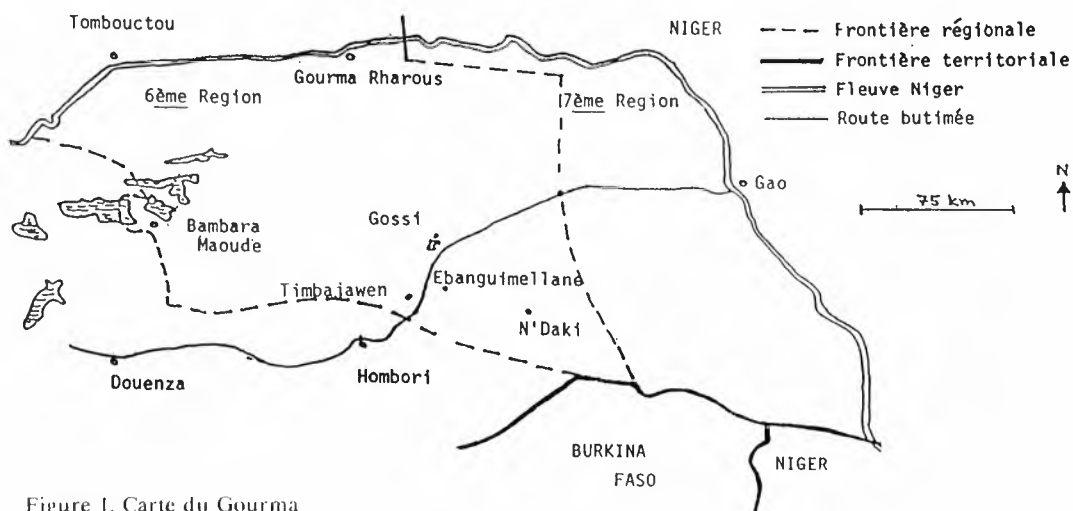 Tombouctou
NIGER
Frontière régionale
Frontière territoriale
Fleuve Niger
Route butimée
Gourma Rharous
6ème Region
7ème Region
Gao
N
75 km
Bambara
Maoude
Gossi
Ebanguimellane
Timbajawen
N'Daki
Douenza
Hombori
BURKINA
FASO
NIGER
Figure 1. Carte du Gourma